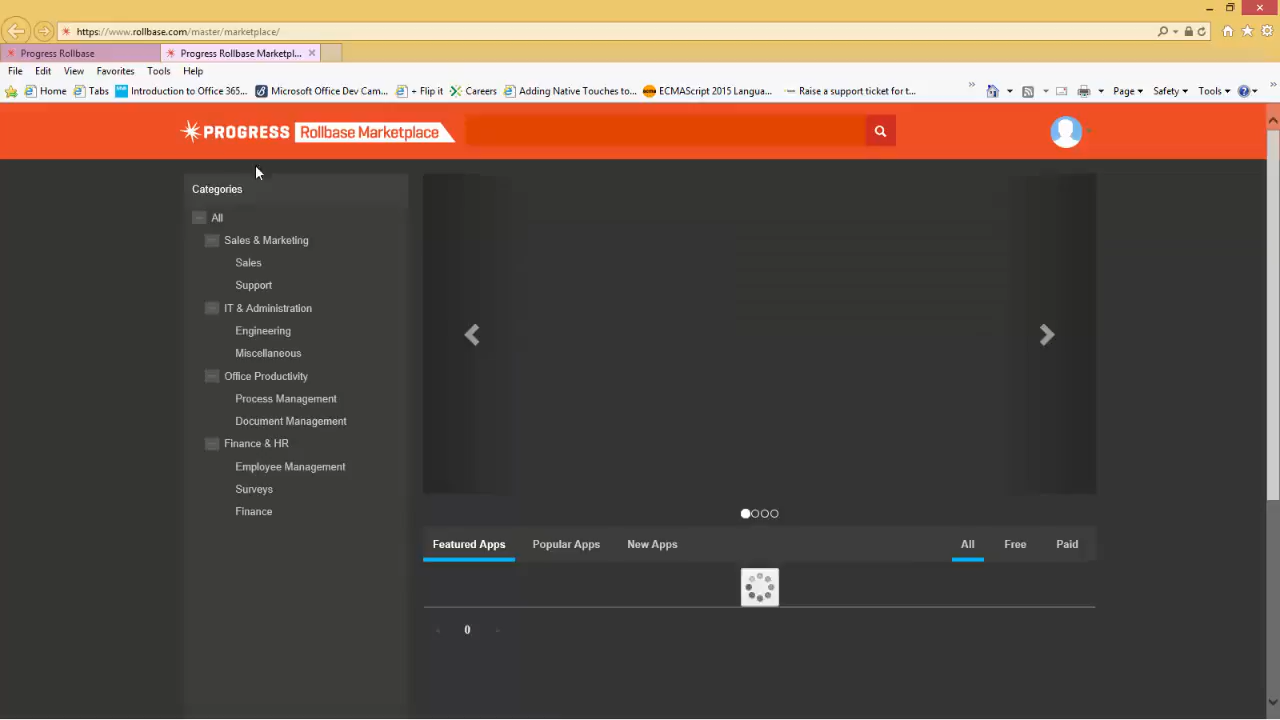 https://www.rollbase.com/master/marketplace/
Progress Rollbase
Progress Rollbase Marketpl...
File Edit View Favorites Tools Help
Home Tabs Introduction to Office 365... Microsoft Office Dev Cam... + Flip it Careers Adding Native Touches to... ECMAScript 2015 Langua... Raise a support ticket for t... » Page Safety Tools »
PROGRESS Rollbase Marketplace
Categories
All
Sales & Marketing
Sales
Support
IT & Administration
Engineering
Miscellaneous
Office Productivity
Process Management
Document Management
Finance & HR
Employee Management
Surveys
Finance
Featured Apps Popular Apps New Apps All Free Paid
0